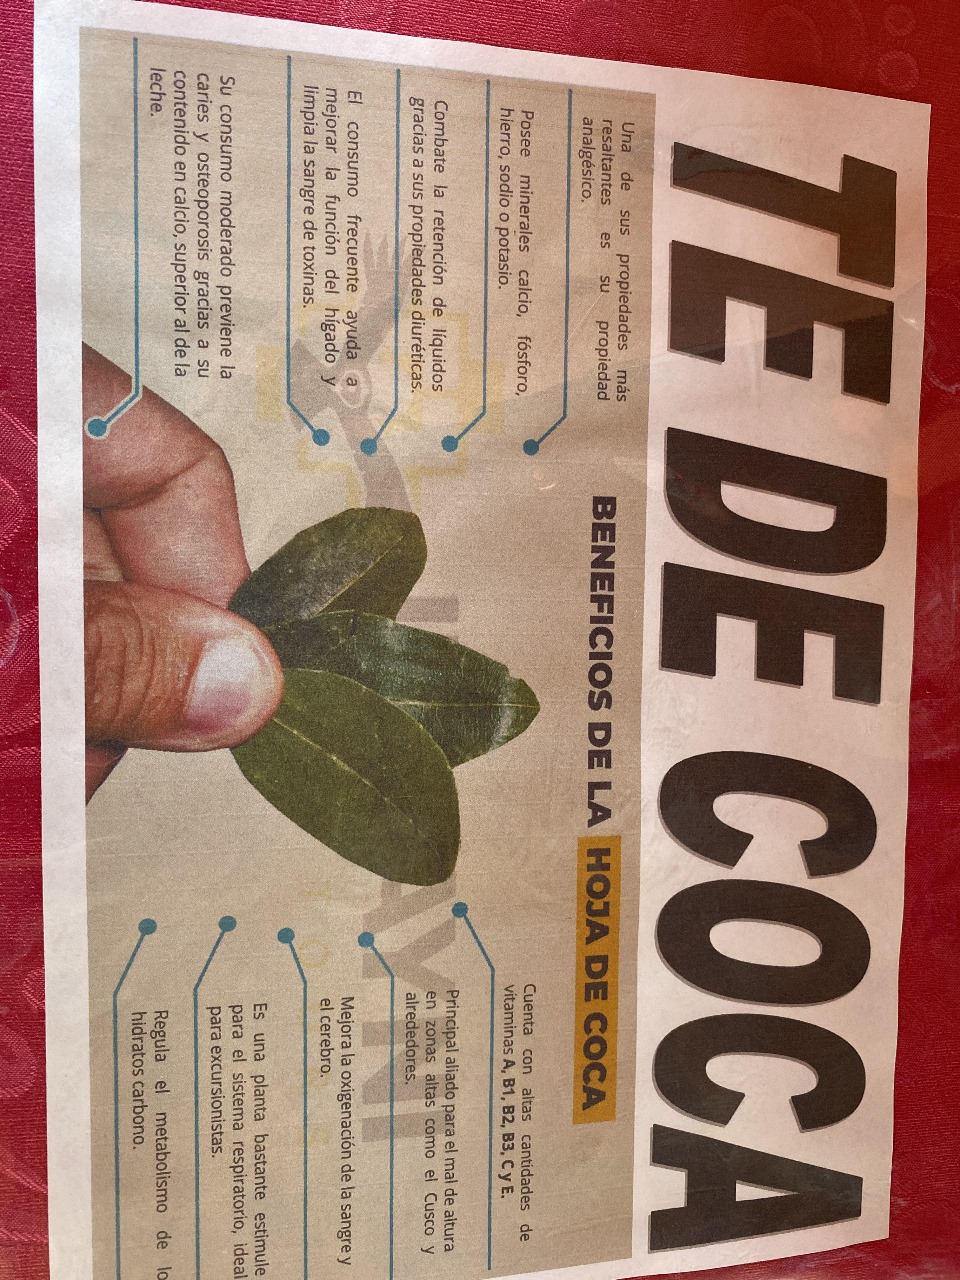 TE DE COCA
BENEFICIOS DE LA HOJA DE COCA
Una de sus propiedades más
resaltantes es su propiedad
analgésico.
Posee minerales calcio, fósforo,
hierro, sodio o potasio.
Combate la retención de líquidos
gracias a sus propiedades diuréticas.
El consumo frecuente ayuda a
mejorar la función del hígado y
limpia la sangre de toxinas.
Su consumo moderado previene la
caries y osteoporosis gracias a su
contenido en calcio, superior al de la
leche.
Cuenta con altas cantidades de
vitaminas A, B1, B2, B3, C y E.
Principal aliado para el mal de altura
en zonas altas como el Cusco y
alrededores.
Mejora la oxigenación de la sangre y
el cerebro.
Es una planta bastante estimule
para el sistema respiratorio, ideal
para excursionistas.
Regula el metabolismo de lo
hidratos carbono.